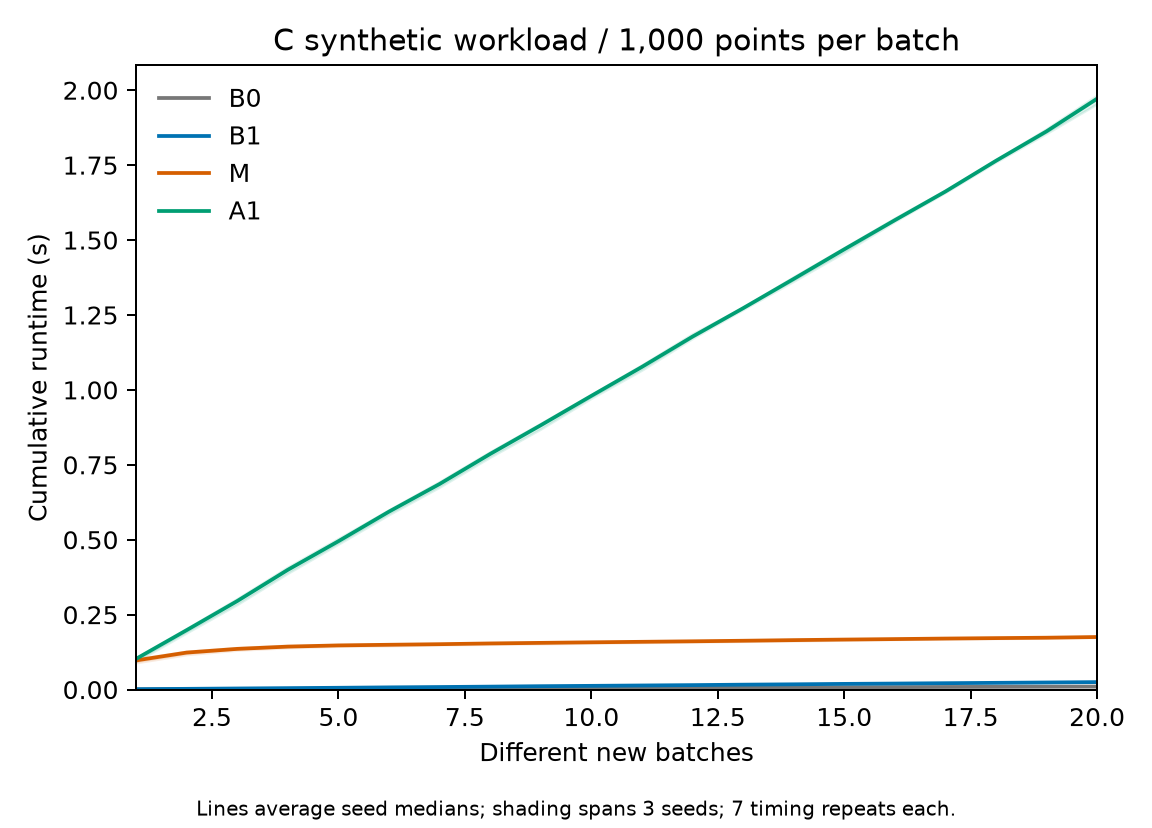 C synthetic workload / 1,000 points per batch
B0
B1
M
A1
Cumulative runtime (s)
2.00
1.75
1.50
1.25
1.00
0.75
0.50
0.25
0.00
2.5 5.0 7.5 10.0 12.5 15.0 17.5 20.0
Different new batches
Lines average seed medians; shading spans 3 seeds; 7 timing repeats each.